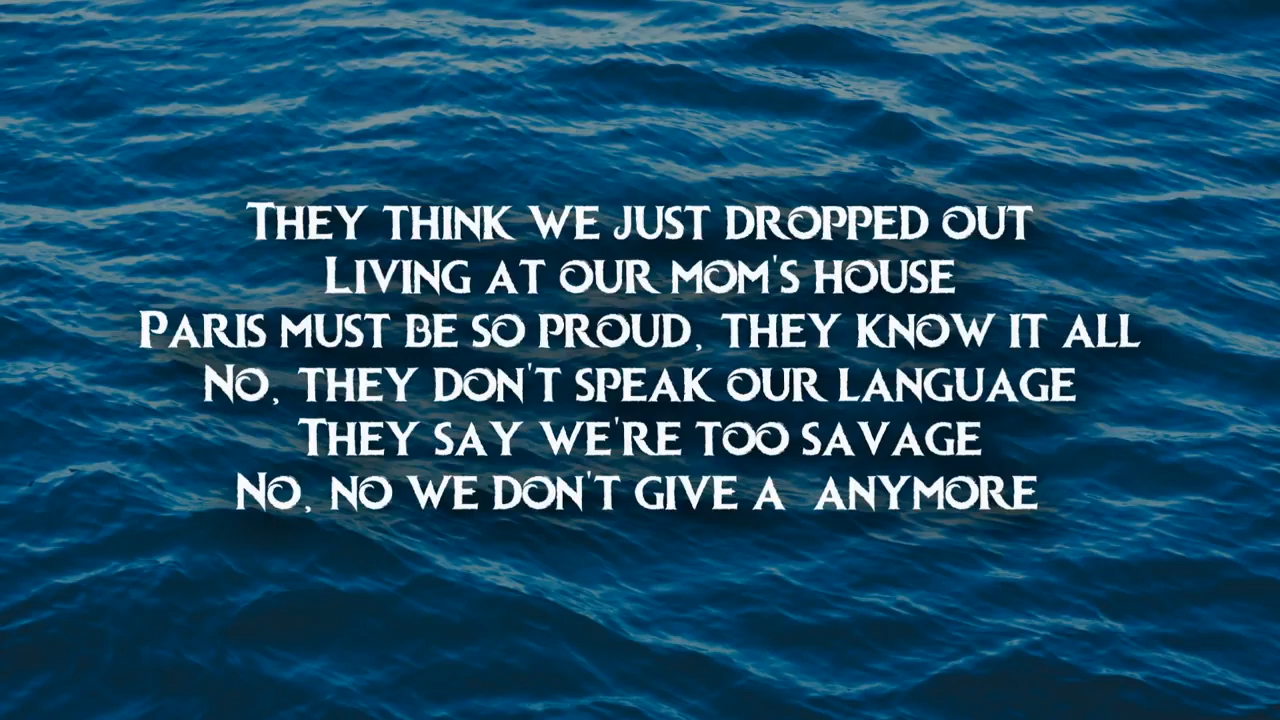 They think we just dropped out
Living at our mom's house
Paris must be so proud, they know it all
No, they don't speak our language
They say we're too savage
No, no we don't give a  anymore